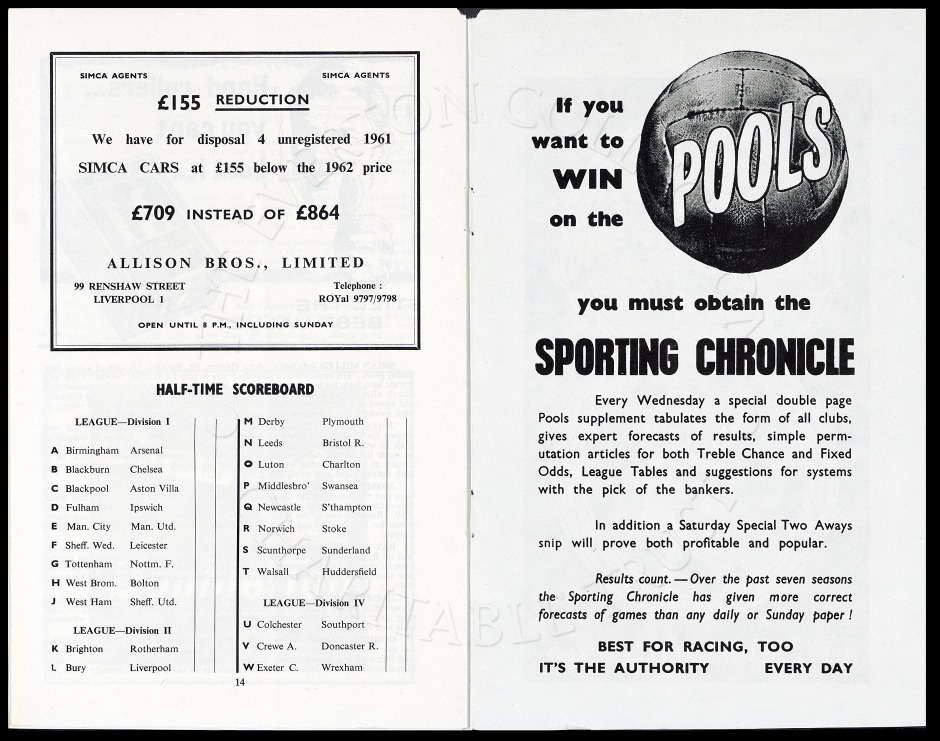 SIMCA AGENTS SIMCA AGENTS
£155 REDUCTION
We have for disposal 4 unregistered 1961
SIMCA CARS at £155 below the 1962 price
£709 INSTEAD OF £864
ALLISON BROS., LIMITED
99 RENSHAW STREET
LIVERPOOL 1
Telephone :
ROYal 9797/9798
OPEN UNTIL 8 P.M., INCLUDING SUNDAY
HALF-TIME SCOREBOARD
LEAGUE—Division I
A Birmingham Arsenal
B Blackburn Chelsea
C Blackpool Aston Villa
D Fulham Ipswich
E Man. City Man. Utd.
F Sheff. Wed. Leicester
G Tottenham Nottm. F.
H West Brom. Bolton
J West Ham Sheff. Utd.
LEAGUE—Division II
K Brighton Rotherham
L Bury Liverpool
M Derby Plymouth
N Leeds Bristol R.
O Luton Charlton
P Middlesbro' Swansea
Q Newcastle S'thampton
R Norwich Stoke
S Scunthorpe Sunderland
T Walsall Huddersfield
LEAGUE—Division IV
U Colchester Southport
V Crewe A. Doncaster R.
W Exeter C. Wrexham
14
If you
want to
WIN
on the
POOLS
you must obtain the
SPORTING CHRONICLE
Every Wednesday a special double page
Pools supplement tabulates the form of all clubs,
gives expert forecasts of results, simple perm-
utation articles for both Treble Chance and Fixed
Odds, League Tables and suggestions for systems
with the pick of the bankers.
In addition a Saturday Special Two Aways
snip will prove both profitable and popular.
Results count. — Over the past seven seasons
the Sporting Chronicle has given more correct
forecasts of games than any daily or Sunday paper !
BEST FOR RACING, TOO
IT'S THE AUTHORITY EVERY DAY